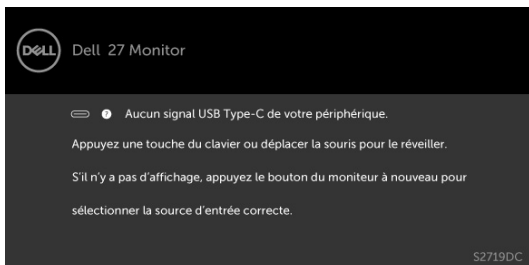 DELL
Dell 27 Monitor
? Aucun signal USB Type-C de votre périphérique.
Appuyez une touche du clavier ou déplacer la souris pour le réveiller.
S'il n'y a pas d'affichage, appuyez le bouton du moniteur à nouveau pour
sélectionner la source d'entrée correcte.
S2719DC